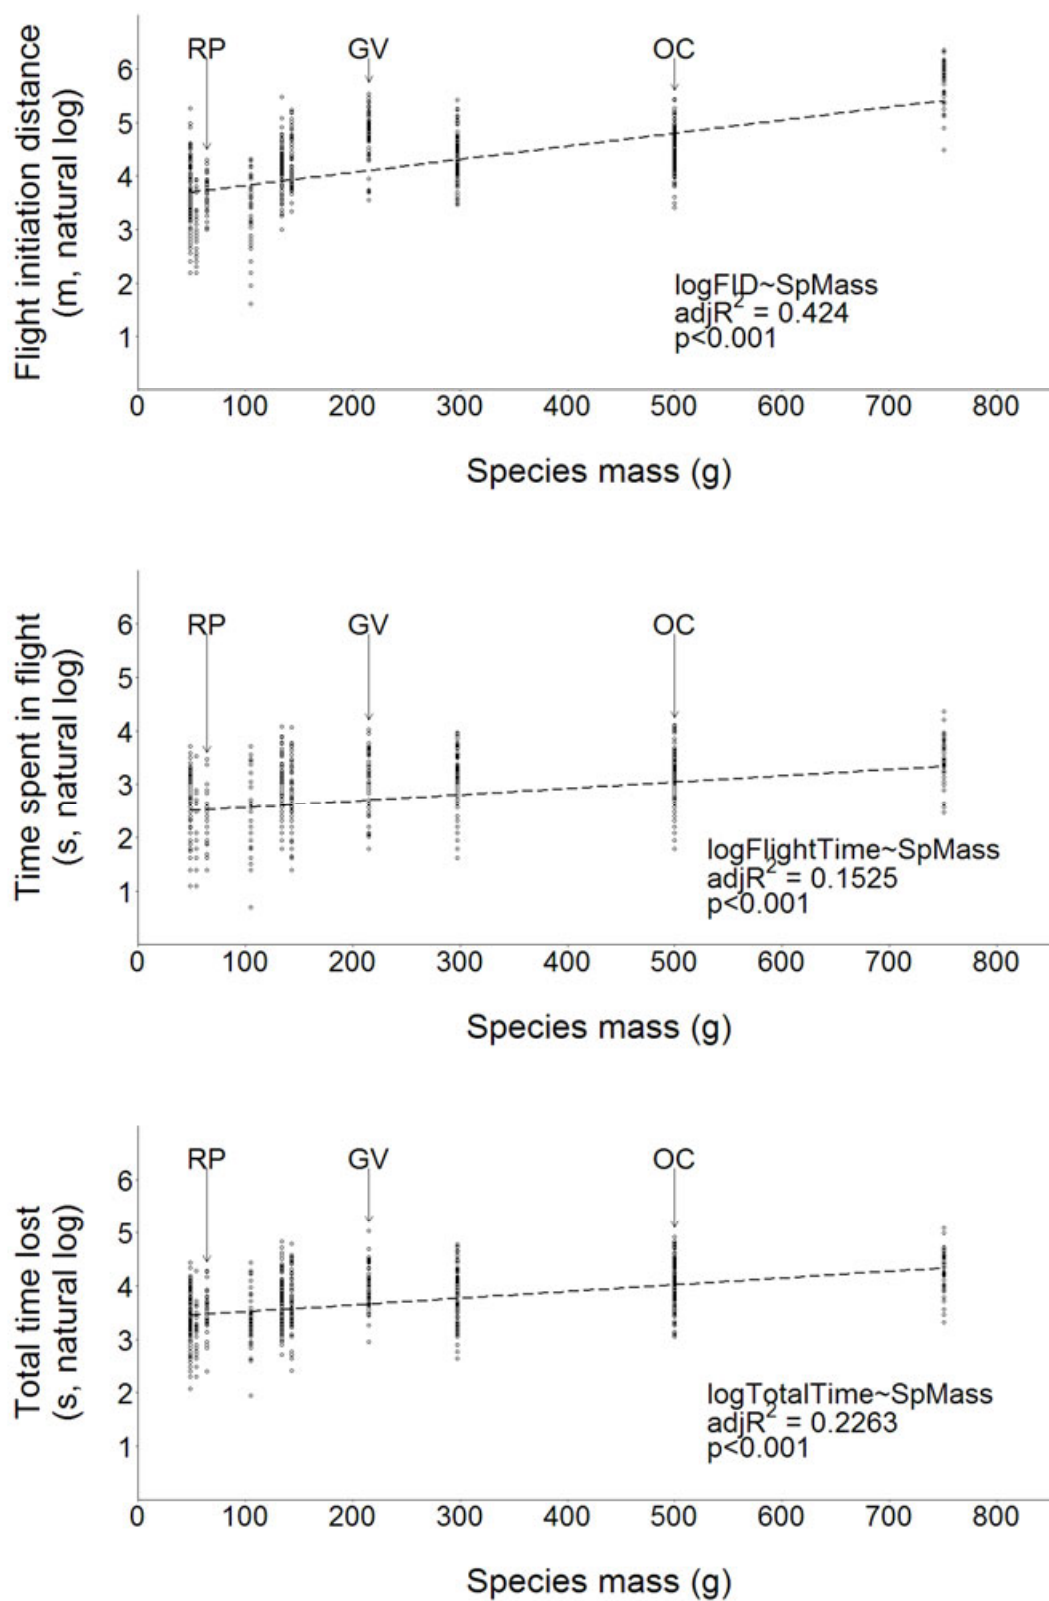 RP GV OC
6
5
4
3
2
1
Flight initiation distance
(m, natural log)
logFID~SpMass
adjR² = 0.424
p<0.001
0 100 200 300 400 500 600 700 800
Species mass (g)
RP GV OC
6
5
4
3
2
1
Time spent in flight
(s, natural log)
logFlightTime~SpMass
adjR² = 0.1525
p<0.001
0 100 200 300 400 500 600 700 800
Species mass (g)
RP GV OC
6
5
4
3
2
1
Total time lost
(s, natural log)
logTotalTime~SpMass
adjR² = 0.2263
p<0.001
0 100 200 300 400 500 600 700 800
Species mass (g)